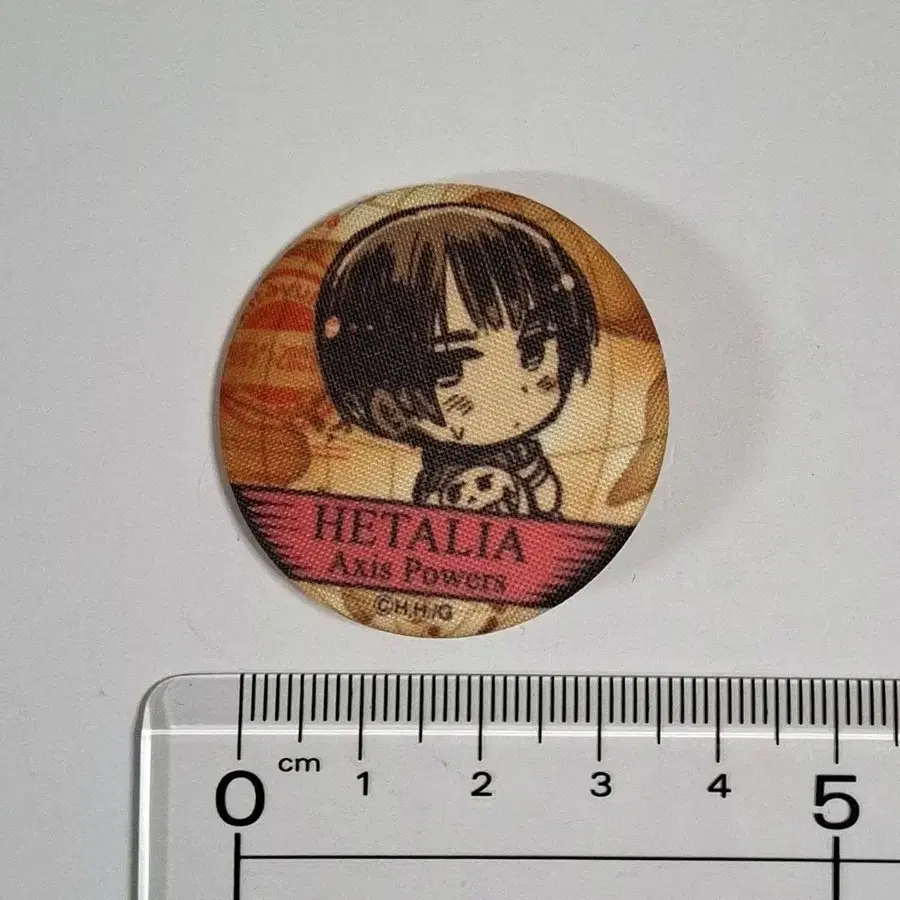 HETALIA
Axis Powers
©H,H/G
cm
0 1 2 3 4 5